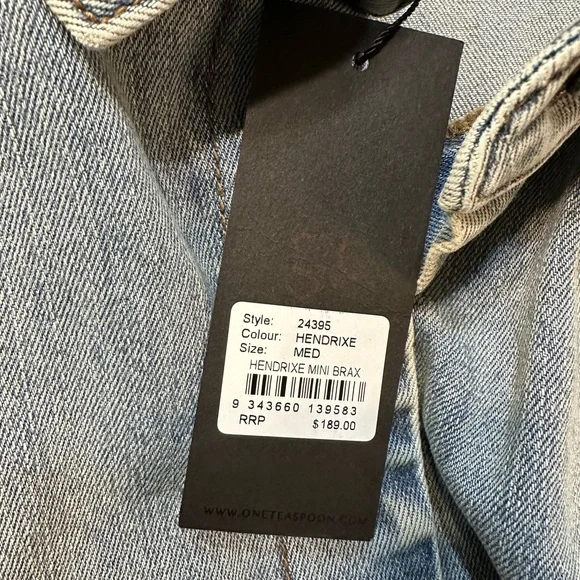 Style: 24395
Colour: HENDRIXE
Size: MED
HENDRIXE MINI BRAX
9 343660 139583
RRP $189.00
WWW.ONETEASPOON.COM